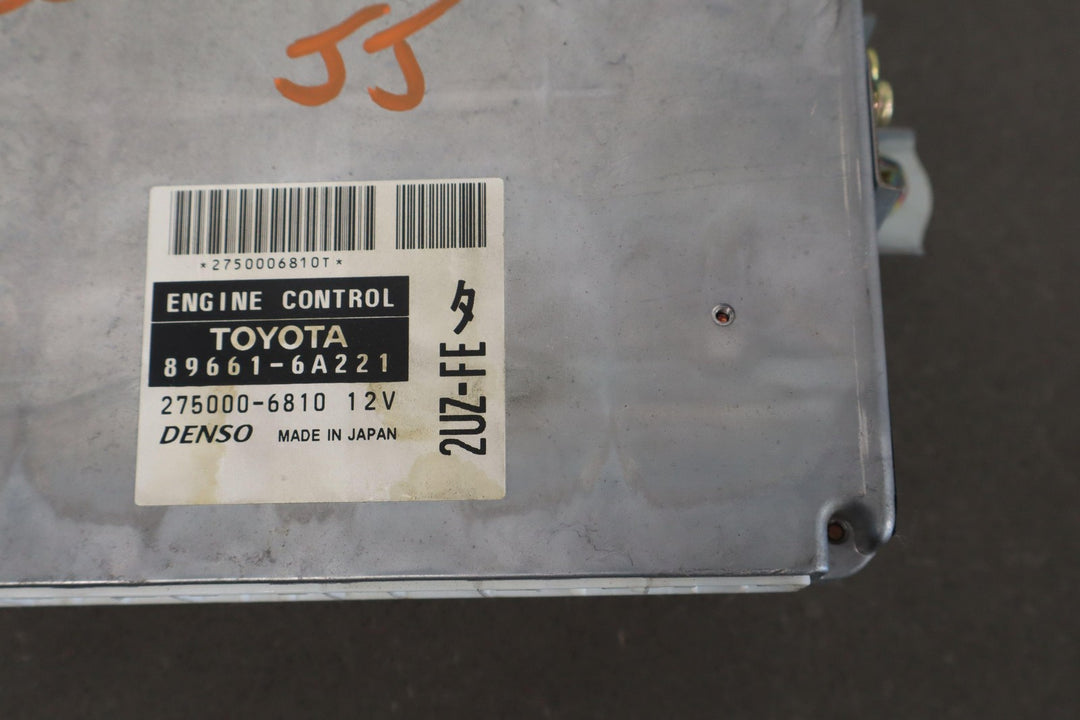 JJ
*2750006810T*
ENGINE CONTROL
TOYOTA
89661-6A221
275000-6810 12V
DENSO MADE IN JAPAN
2UZ-FE タ